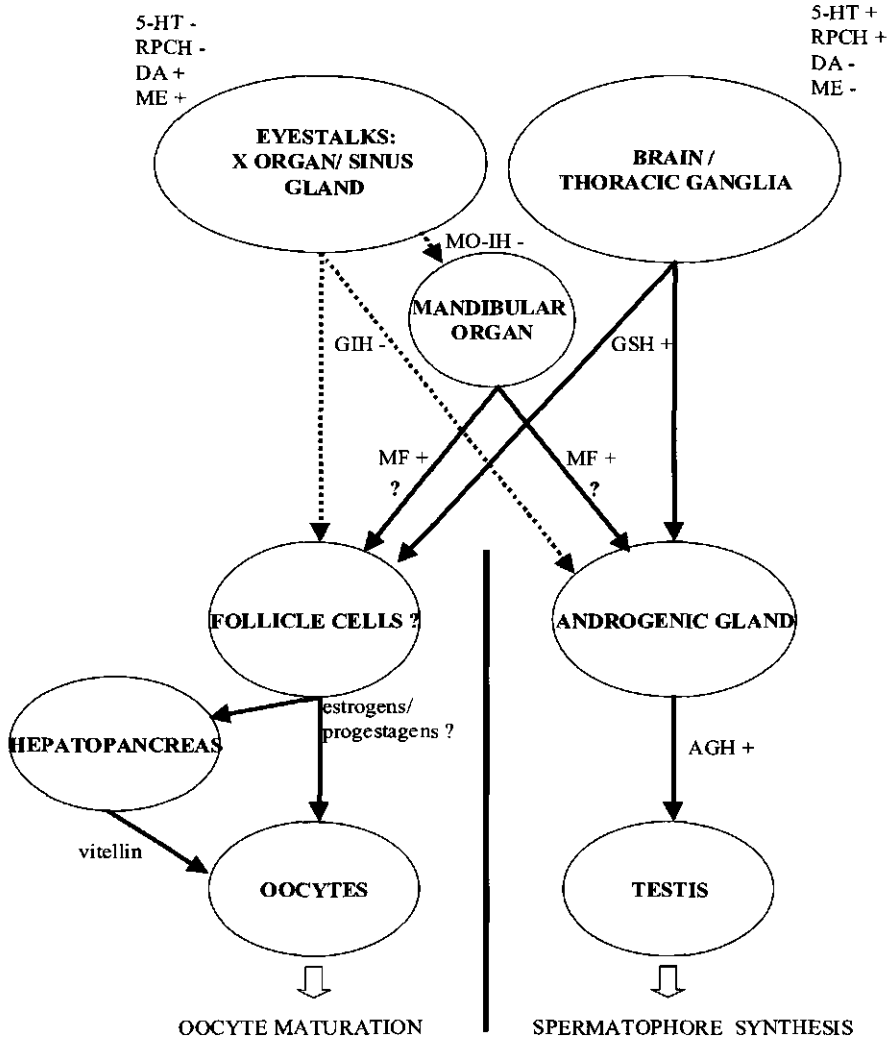 5-HT -
RPCH -
DA +
ME +
5-HT +
RPCH +
DA -
ME -
EYESTALKS:
X ORGAN/ SINUS
GLAND
BRAIN /
THORACIC GANGLIA
MO-IH -
MANDIBULAR
ORGAN
GIH -
GSH +
MF +
?
MF +
?
FOLLICLE CELLS ?
ANDROGENIC GLAND
estrogens/
progestagens ?
HEPATOPANCREAS
AGH +
vitellin
OOCYTES
TESTIS
OOCYTE MATURATION
SPERMATOPHORE SYNTHESIS